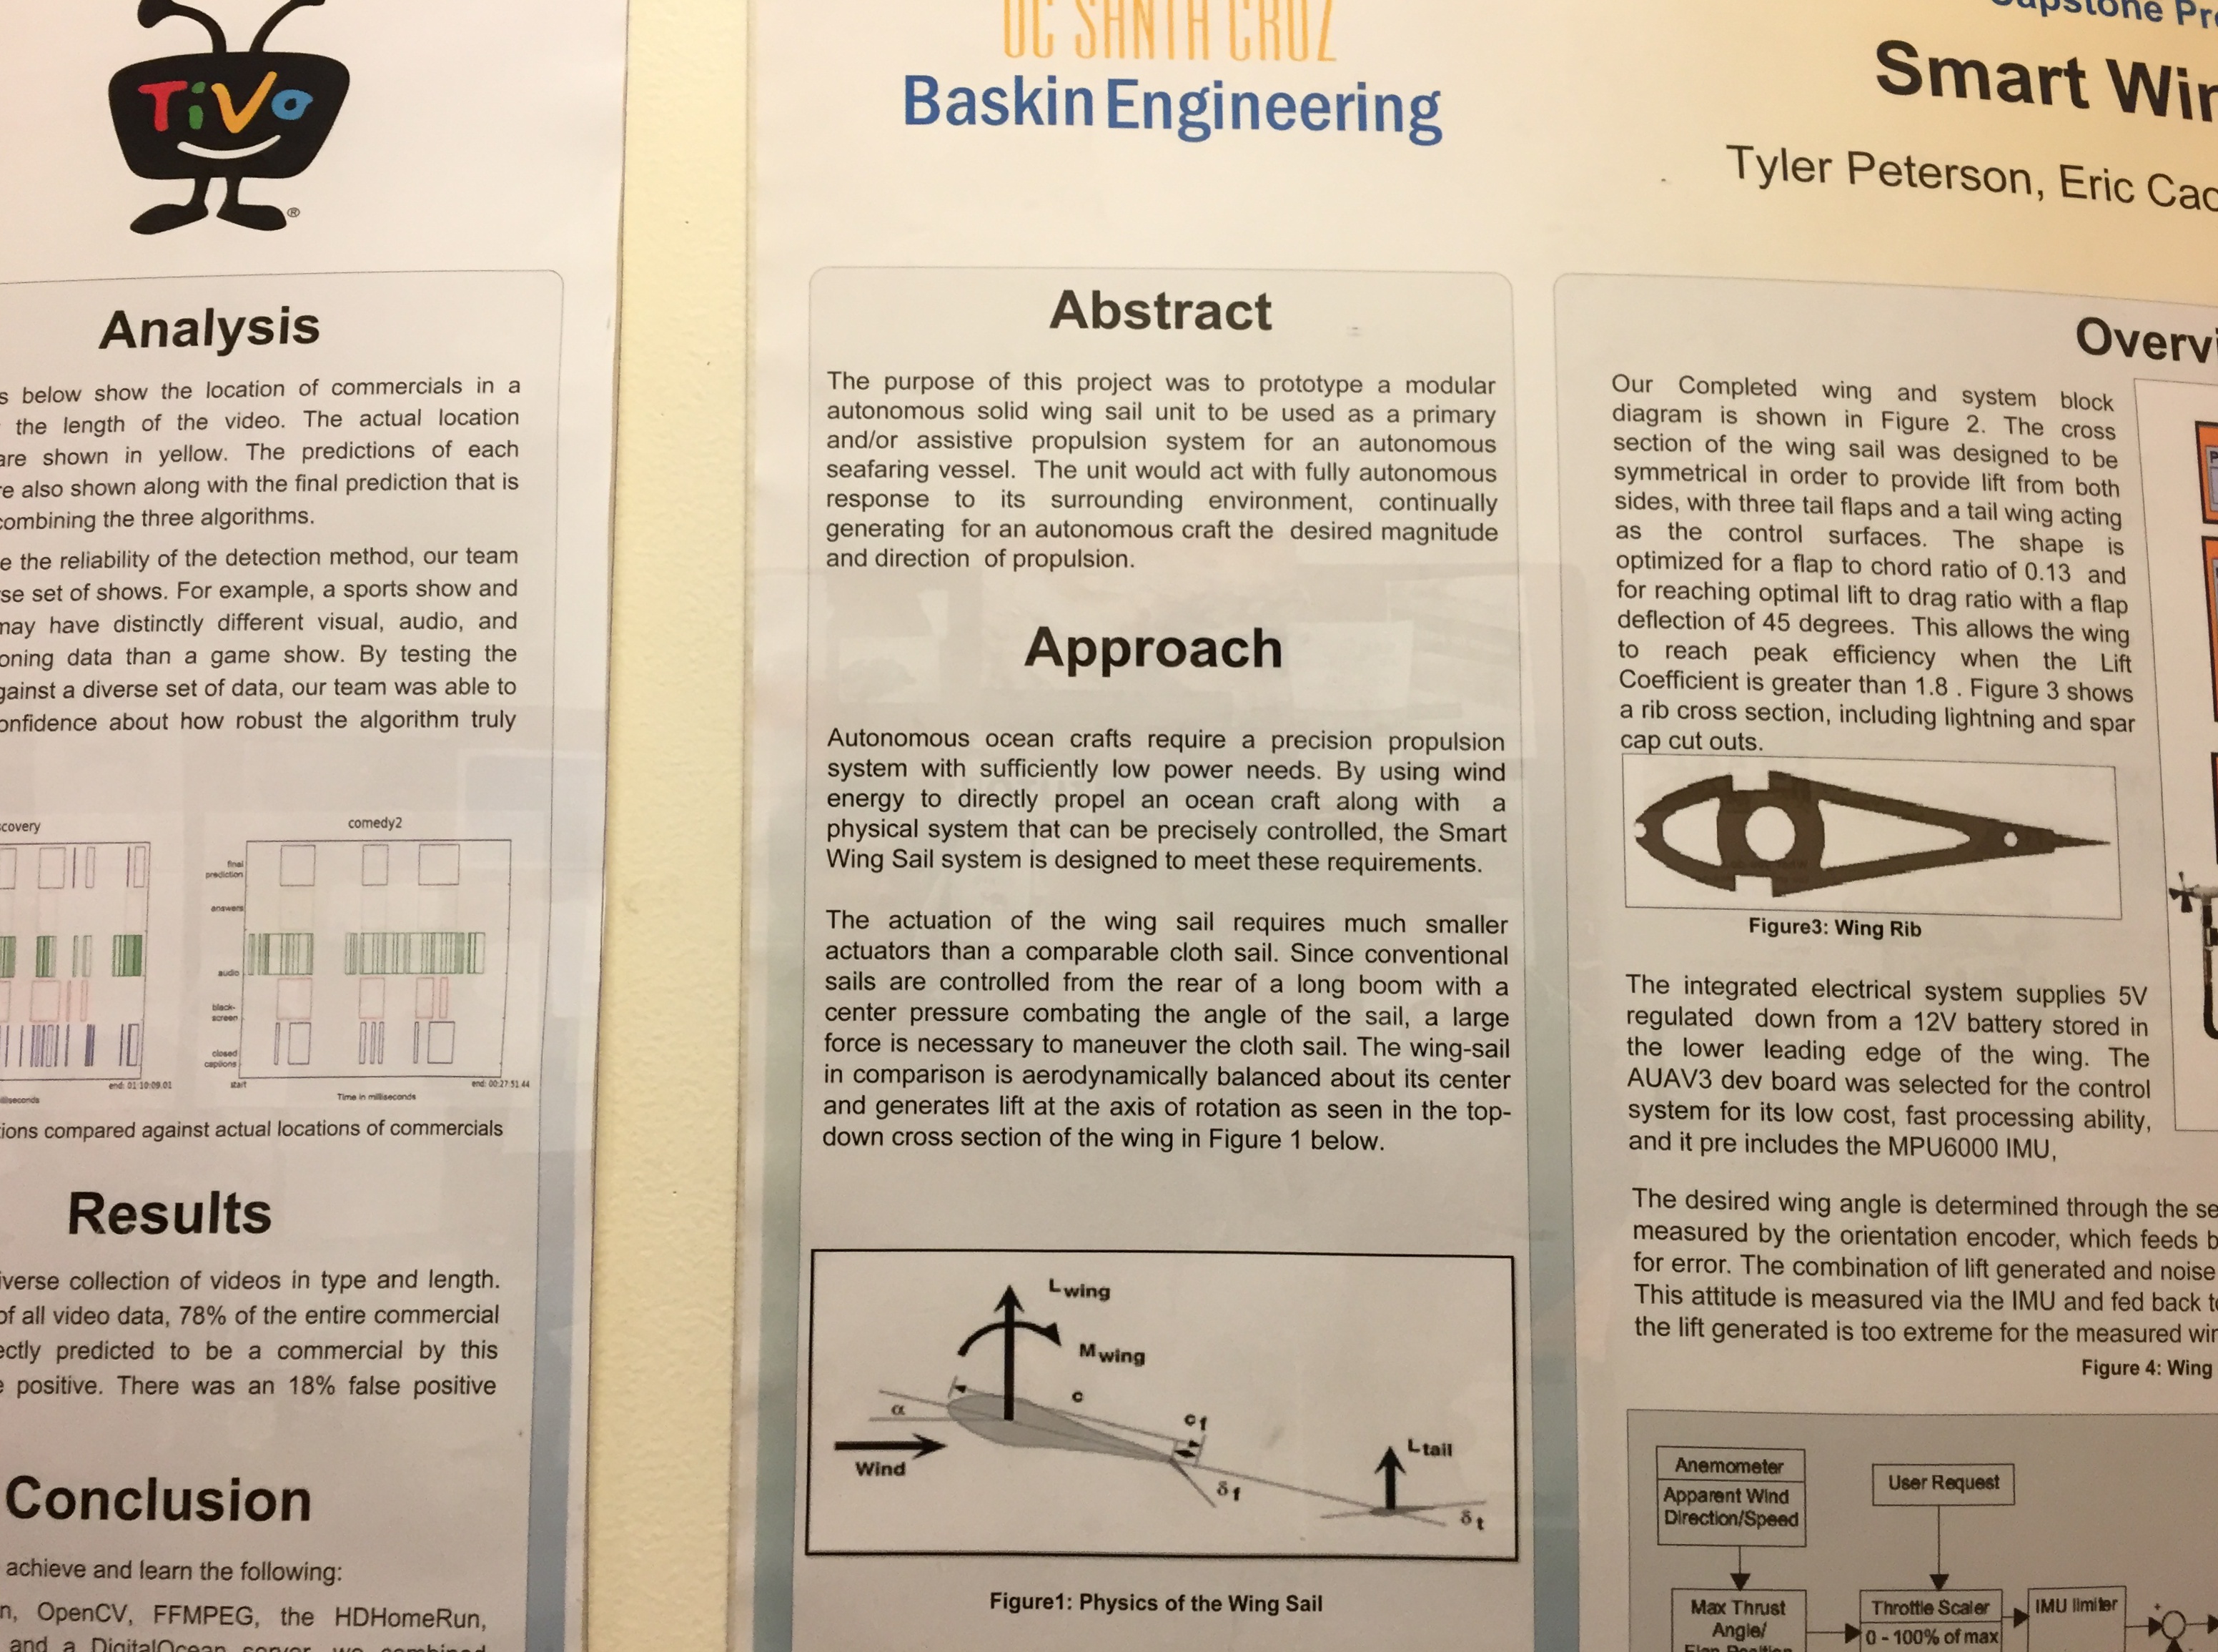 TiVo
®
Analysis
below show the location of commercials in a
the length of the video. The actual location
are shown in yellow. The predictions of each
also shown along with the final prediction that is
combining the three algorithms.
the reliability of the detection method, our team
set of shows. For example, a sports show and
may have distinctly different visual, audio, and
data than a game show. By testing the
against a diverse set of data, our team was able to
confidence about how robust the algorithm truly
comedy2
final
prediction
answers
audio
black-
screen
closed
captions
end: 01:10:09.01
start
end: 00:27:51.44
Time in milliseconds
compared against actual locations of commercials
Results
diverse collection of videos in type and length.
of all video data, 78% of the entire commercial
predicted to be a commercial by this
positive. There was an 18% false positive
Conclusion
achieve and learn the following:
OpenCV, FFMPEG, the HDHomeRun,
and a DigitalOcean server, we combined
UC SANTA CRUZ
Baskin Engineering
Abstract
The purpose of this project was to prototype a modular
autonomous solid wing sail unit to be used as a primary
and/or assistive propulsion system for an autonomous
seafaring vessel. The unit would act with fully autonomous
response to its surrounding environment, continually
generating for an autonomous craft the desired magnitude
and direction of propulsion.
Approach
Autonomous ocean crafts require a precision propulsion
system with sufficiently low power needs. By using wind
energy to directly propel an ocean craft along with a
physical system that can be precisely controlled, the Smart
Wing Sail system is designed to meet these requirements.
The actuation of the wing sail requires much smaller
actuators than a comparable cloth sail. Since conventional
sails are controlled from the rear of a long boom with a
center pressure combating the angle of the sail, a large
force is necessary to maneuver the cloth sail. The wing-sail
in comparison is aerodynamically balanced about its center
and generates lift at the axis of rotation as seen in the top-
down cross section of the wing in Figure 1 below.
Lwing
Mwing
c
α
cf
Wind
Ltail
δf
δt
Figure1: Physics of the Wing Sail
Smart
Tyler Peterson, Eric
Our Completed wing and system block
diagram is shown in Figure 2. The cross
section of the wing sail was designed to be
symmetrical in order to provide lift from both
sides, with three tail flaps and a tail wing acting
as the control surfaces. The shape is
optimized for a flap to chord ratio of 0.13 and
for reaching optimal lift to drag ratio with a flap
deflection of 45 degrees. This allows the wing
to reach peak efficiency when the Lift
Coefficient is greater than 1.8 . Figure 3 shows
a rib cross section, including lightning and spar
cap cut outs.
Figure3: Wing Rib
The integrated electrical system supplies 5V
regulated down from a 12V battery stored in
the lower leading edge of the wing. The
AUAV3 dev board was selected for the control
system for its low cost, fast processing ability,
and it pre includes the MPU6000 IMU,
The desired wing angle is determined through the
measured by the orientation encoder, which feeds
for error. The combination of lift generated and noise
This attitude is measured via the IMU and fed back
the lift generated is too extreme for the measured
Figure 4: Wing
Anemometer
Apparent Wind
Direction/Speed
User Request
Max Thrust
Angle/
Flap Position
Throttle Scaler
0 - 100% of max
IMU limiter
+